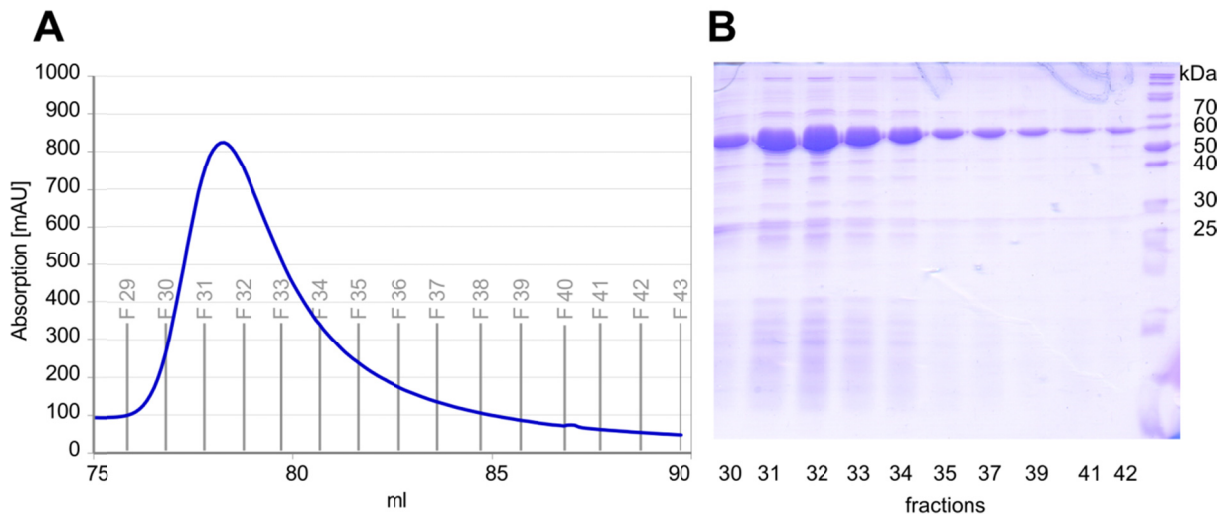 A
B
Absorption [mAU]
1000
900
800
700
600
500
400
300
200
100
0
F 29
F 30
F 31
F 32
F 33
F 34
F 35
F 36
F 37
F 38
F 39
F 40
F 41
F 42
F 43
75
80
85
90
ml
kDa
70
60
50
40
30
25
30 31 32 33 34 35 37 39 41 42
fractions